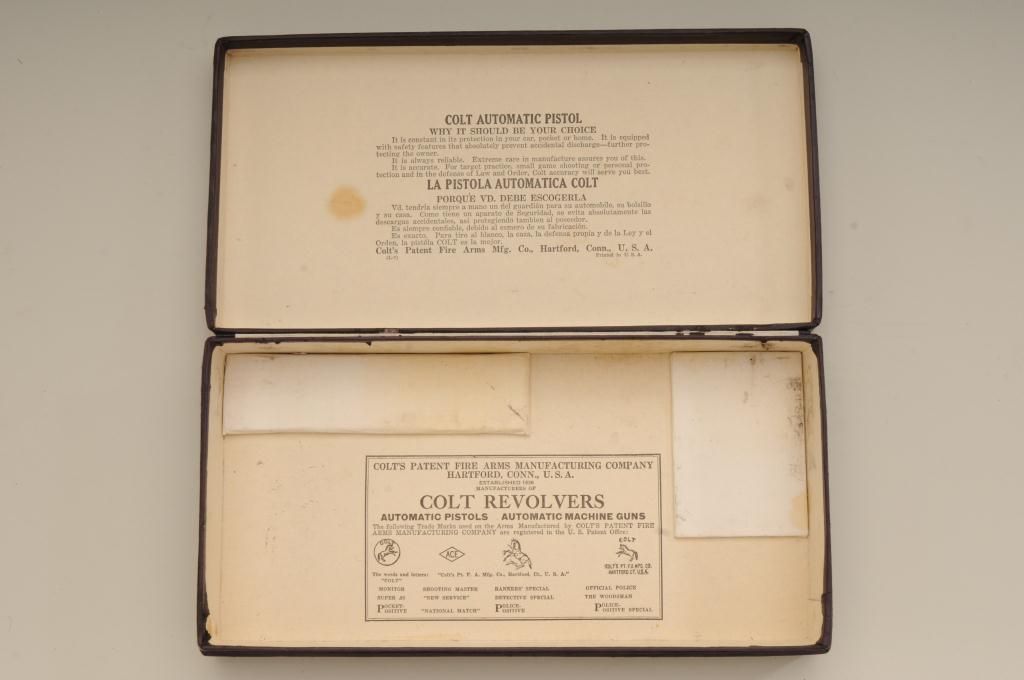 COLT AUTOMATIC PISTOL
WHY IT SHOULD BE YOUR CHOICE
It is constant in its protection in your car, pocket or home. It is equipped
with safety features that absolutely prevent accidental discharge—further pro-
tecting the owner.
It is always reliable. Extreme care in manufacture assures you of this.
It is accurate. For target practice, small game shooting or personal pro-
tection and in the defense of Law and Order, Colt accuracy will serve you best.
LA PISTOLA AUTOMATICA COLT
PORQUE VD. DEBE ESCOGERLA
Vd. tendría siempre a mano un fiel guardián para su automobile, su bolsillo
y su casa. Como tiene un aparato de Seguridad, se evita absolutamente las
descargas accidentales, asi protegiendo tambien al poseedor.
Es siempre confiable, debido al esmero de su fabricación.
Es exacto. Para tiro al blanco, la caza, la defensa propia y de la Ley y el
Orden, la pistóla COLT es la mejor.
Colt's Patent Fire Arms Mfg. Co., Hartford, Conn., U. S. A.
Printed in U. S. A.
COLT'S PATENT FIRE ARMS MANUFACTURING COMPANY
HARTFORD, CONN., U. S. A.
ESTABLISHED 1836
MANUFACTURERS OF
COLT REVOLVERS
AUTOMATIC PISTOLS AUTOMATIC MACHINE GUNS
The following Trade Marks used on the Arms Manufactured by COLT'S PATENT FIRE
ARMS MANUFACTURING COMPANY are registered in the U. S. Patent Office:
COLT ACE COLT
COLT'S PT. F.A. MFG. CO.
HARTFORD CT. U.S.A.
The words and letters: "Colt's Pt. F. A. Mfg. Co., Hartford, Ct., U. S. A."
"COLT"
MONITOR SHOOTING MASTER BANKERS' SPECIAL OFFICIAL POLICE
SUPER .38 "NEW SERVICE" DETECTIVE SPECIAL THE WOODSMAN
POCKET-POSITIVE "NATIONAL MATCH" POLICE-POSITIVE POLICE-POSITIVE SPECIAL